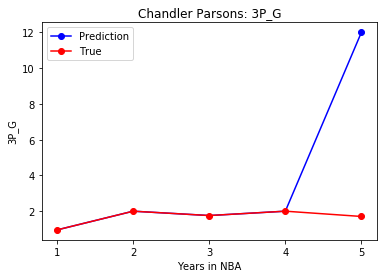 Chandler Parsons: 3P_G
Prediction
True
12
10
8
6
4
2
3P_G
1 2 3 4 5
Years in NBA